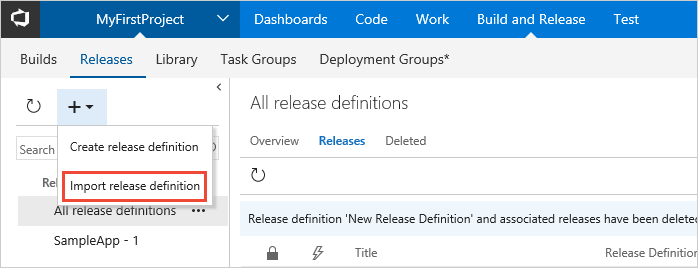 MyFirstProject Dashboards Code Work Build and Release Test
Builds Releases Library Task Groups Deployment Groups*
All release definitions
Overview Releases Deleted
Create release definition
Search
Import release definition
Rel
All release definitions ...
Release definition 'New Release Definition' and associated releases have been deleted
SampleApp - 1
Title Release Definition